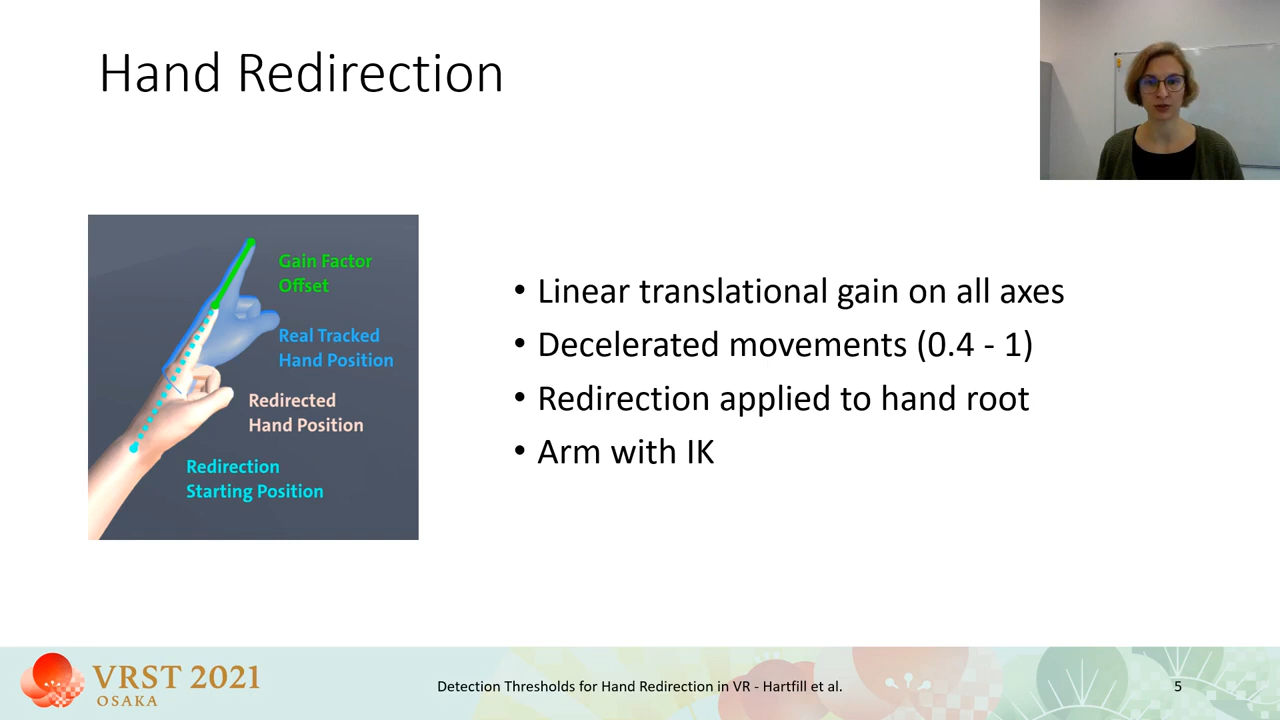 Hand Redirection
Gain Factor
Offset
Real Tracked
Hand Position
Redirected
Hand Position
Redirection
Starting Position
• Linear translational gain on all axes
• Decelerated movements (0.4 - 1)
• Redirection applied to hand root
• Arm with IK
VRST 2021
OSAKA
Detection Thresholds for Hand Redirection in VR - Hartfill et al.
5